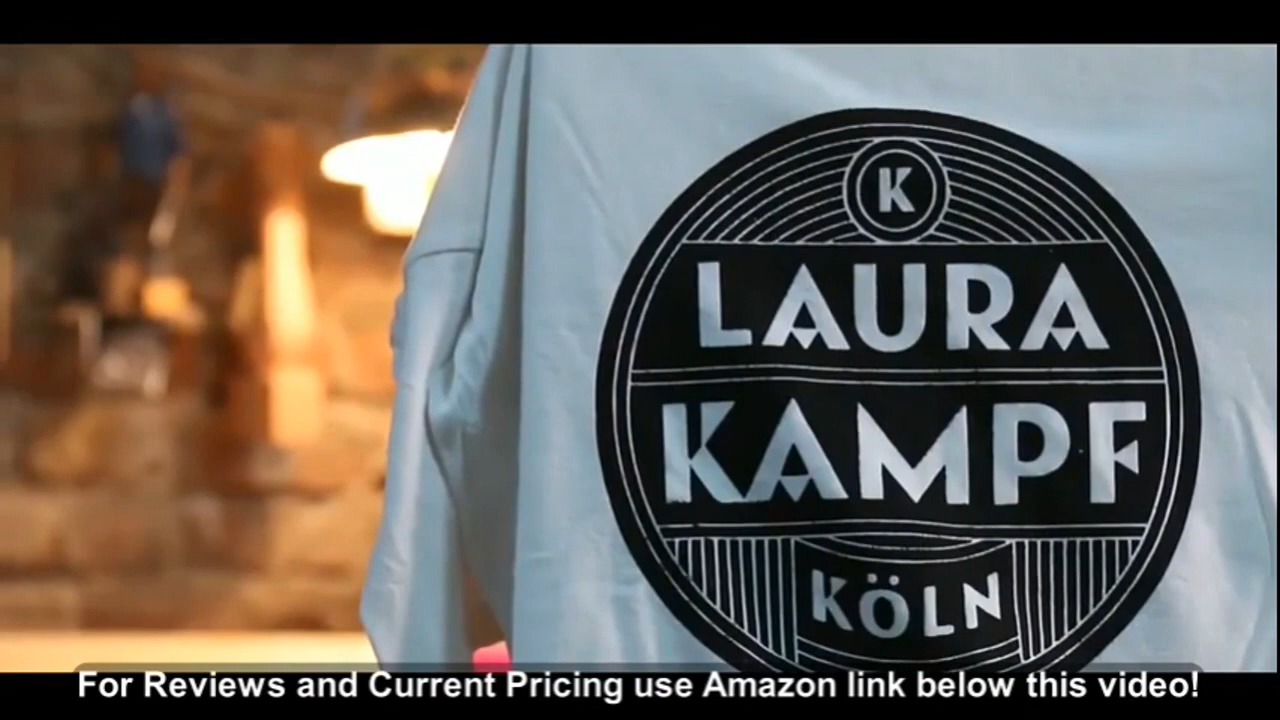 K
LAURA
KAMPF
KÖLN
For Reviews and Current Pricing use Amazon link below this video!